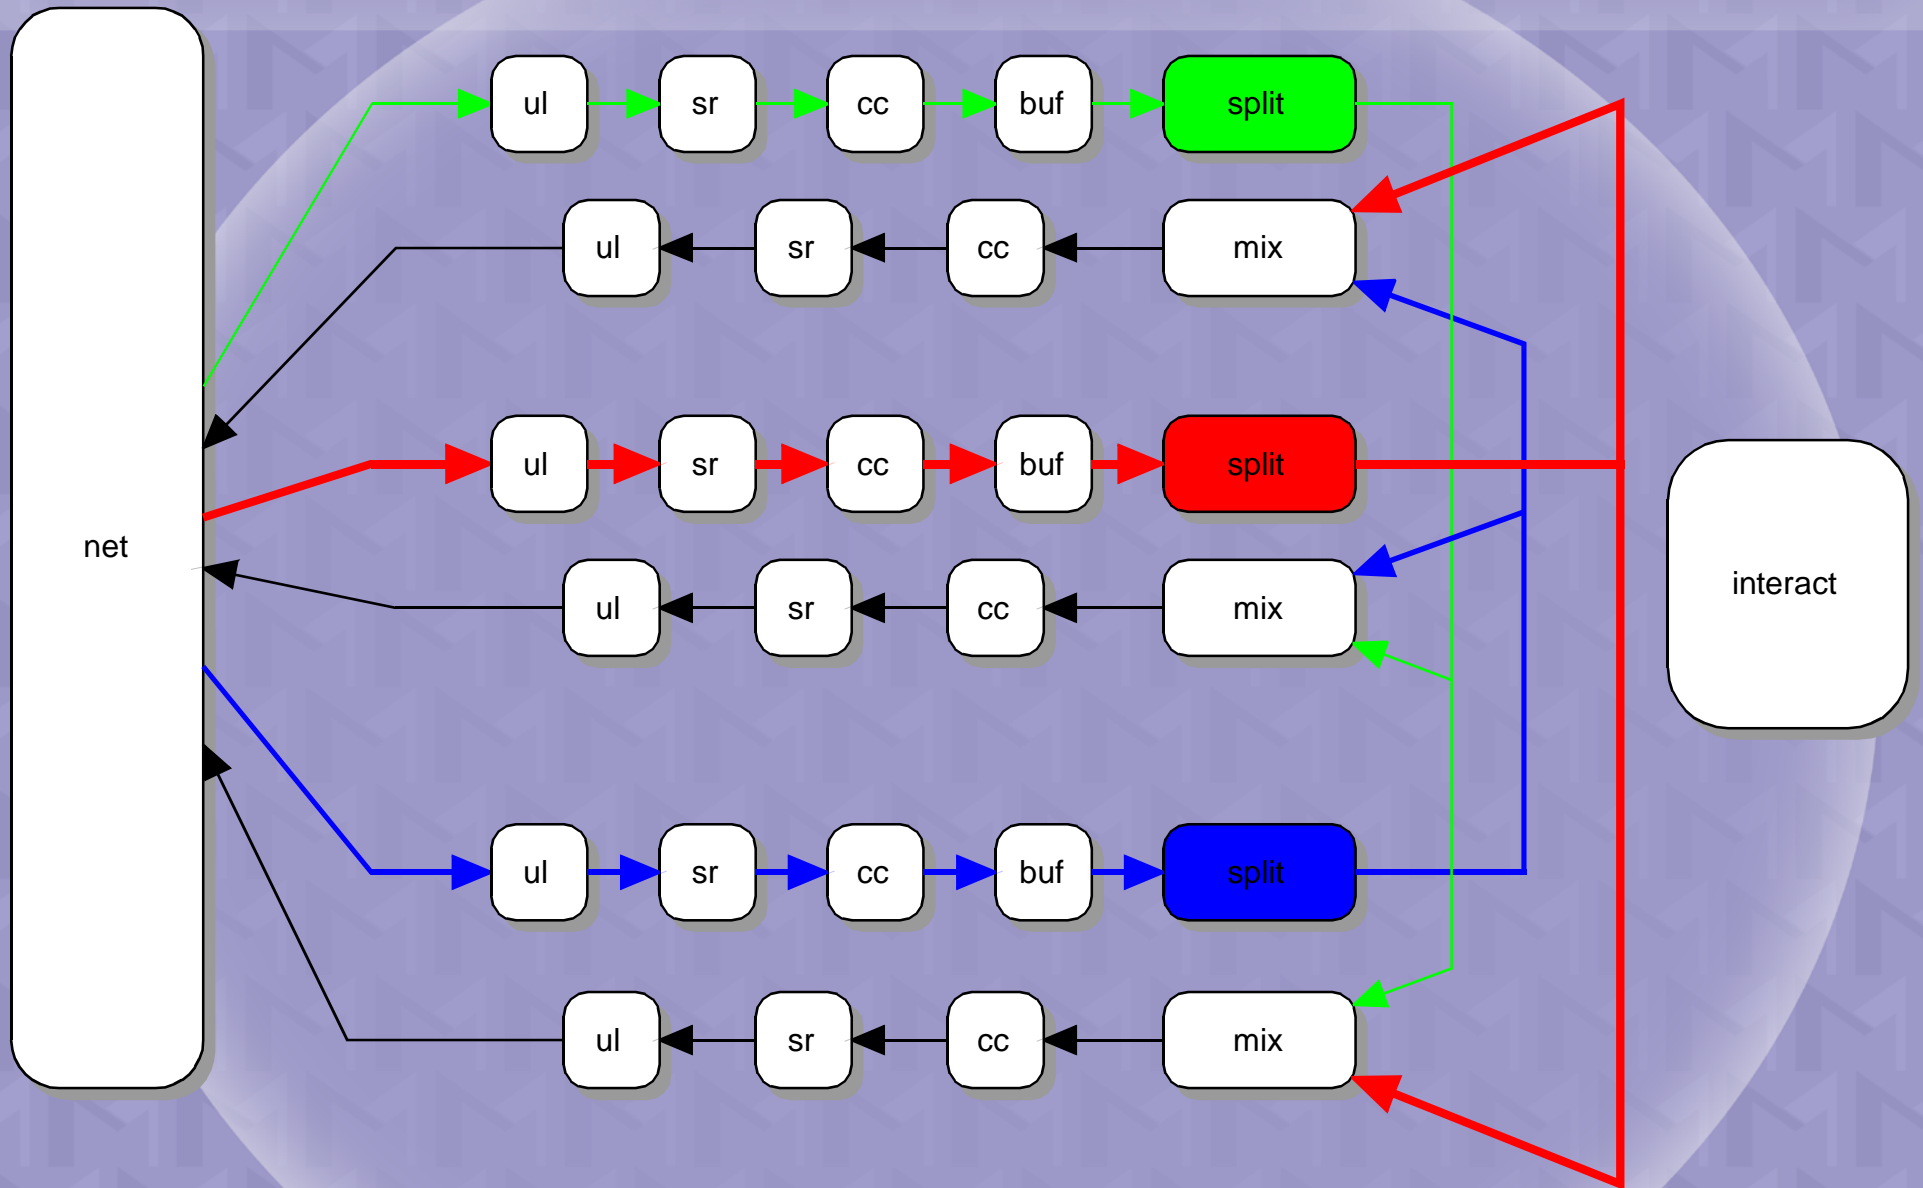 ul sr cc buf split
ul sr cc mix
ul sr cc buf split
net
interact
ul sr cc mix
ul sr cc buf split
ul sr cc mix